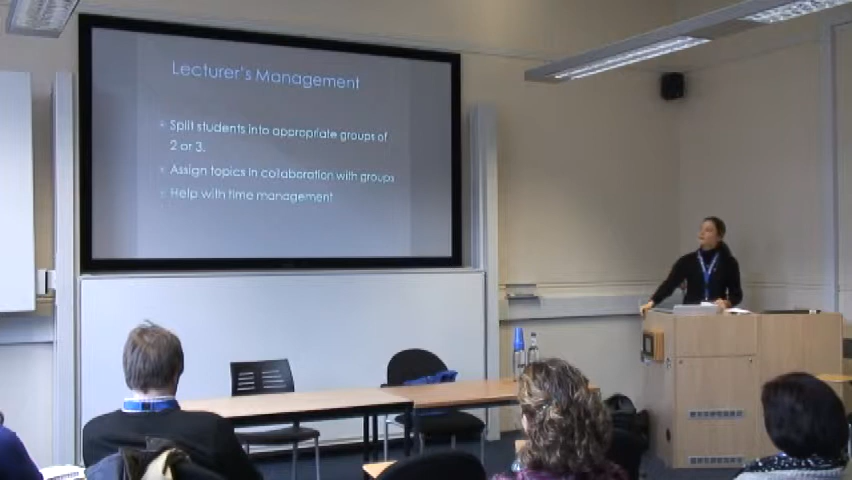 Lecturer's Management
Split students into appropriate groups of
2 or 3.
Assign topics in collaboration with groups
Help with time management